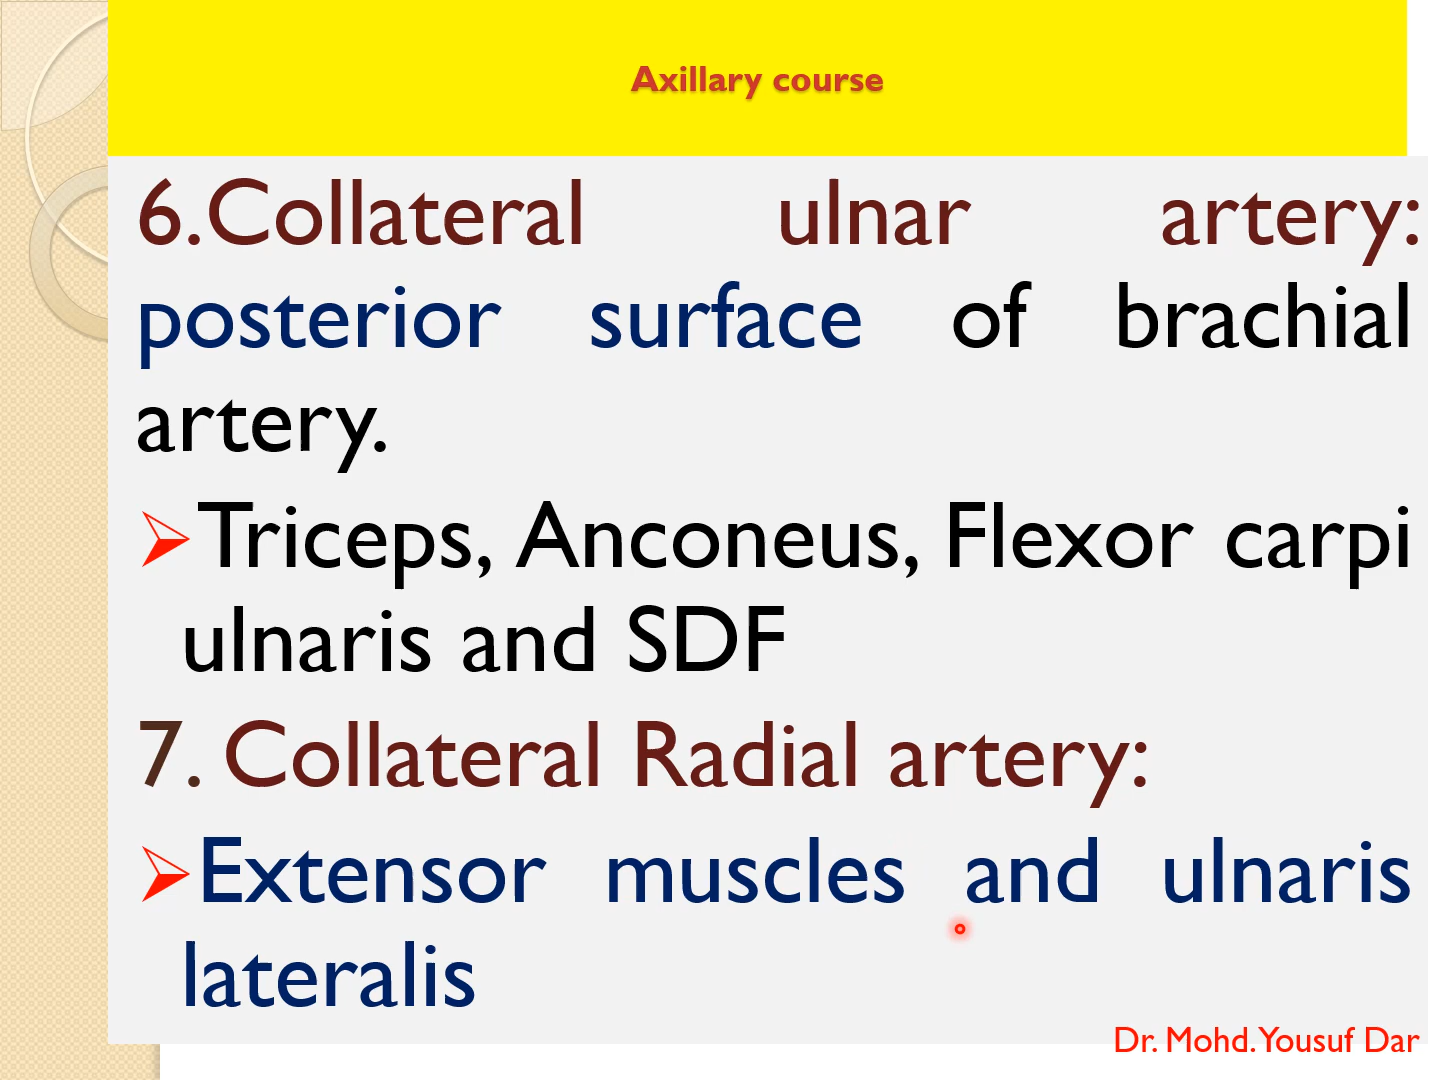 Axillary course
6.Collateral ulnar artery:
posterior surface of brachial
artery.
Triceps, Anconeus, Flexor carpi
ulnaris and SDF
7. Collateral Radial artery:
Extensor muscles and ulnaris
lateralis
Dr. Mohd.Yousuf Dar